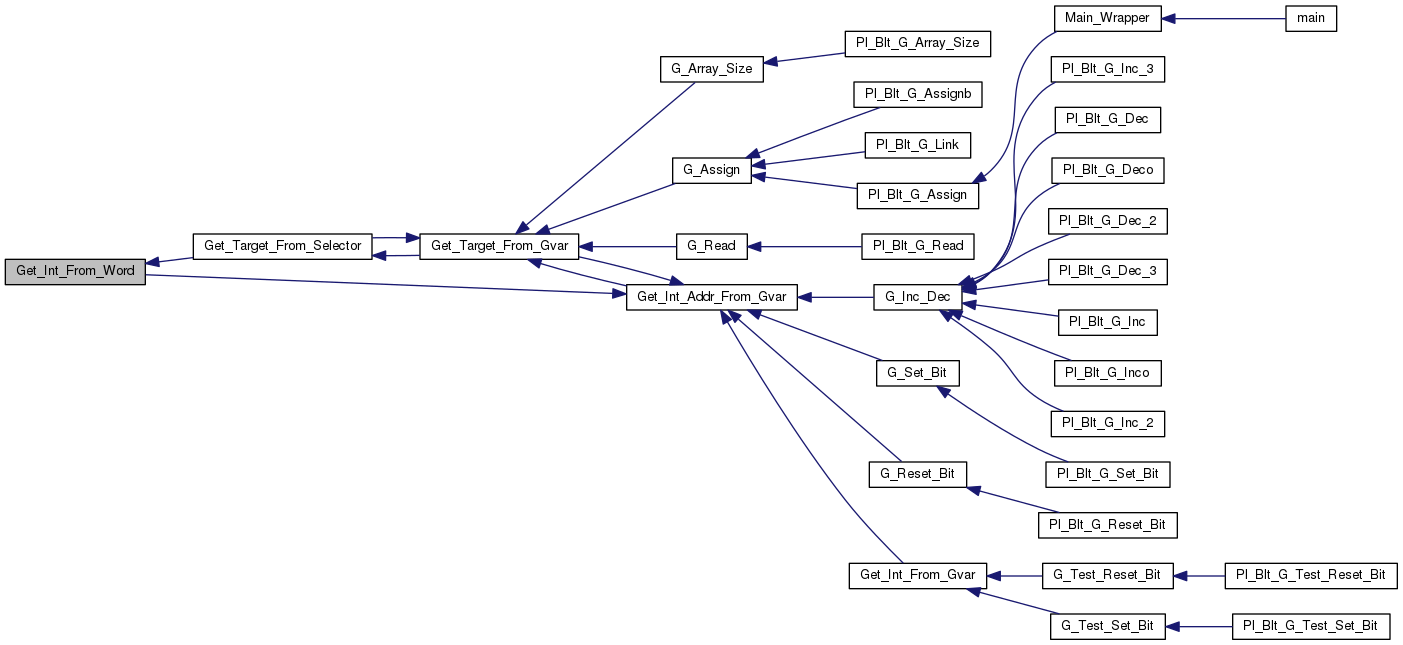 Main_Wrapper
main
Pl_Blt_G_Array_Size
G_Array_Size
Pl_Blt_G_Inc_3
Pl_Blt_G_Assignb
Pl_Blt_G_Dec
Pl_Blt_G_Link
G_Assign
Pl_Blt_G_Deco
Pl_Blt_G_Assign
Pl_Blt_G_Dec_2
Get_Target_From_Selector
Get_Target_From_Gvar
G_Read
Pl_Blt_G_Read
Get_Int_From_Word
Pl_Blt_G_Dec_3
Get_Int_Addr_From_Gvar
G_Inc_Dec
Pl_Blt_G_Inc
G_Set_Bit
Pl_Blt_G_Inco
Pl_Blt_G_Inc_2
G_Reset_Bit
Pl_Blt_G_Set_Bit
Pl_Blt_G_Reset_Bit
Get_Int_From_Gvar
G_Test_Reset_Bit
Pl_Blt_G_Test_Reset_Bit
G_Test_Set_Bit
Pl_Blt_G_Test_Set_Bit